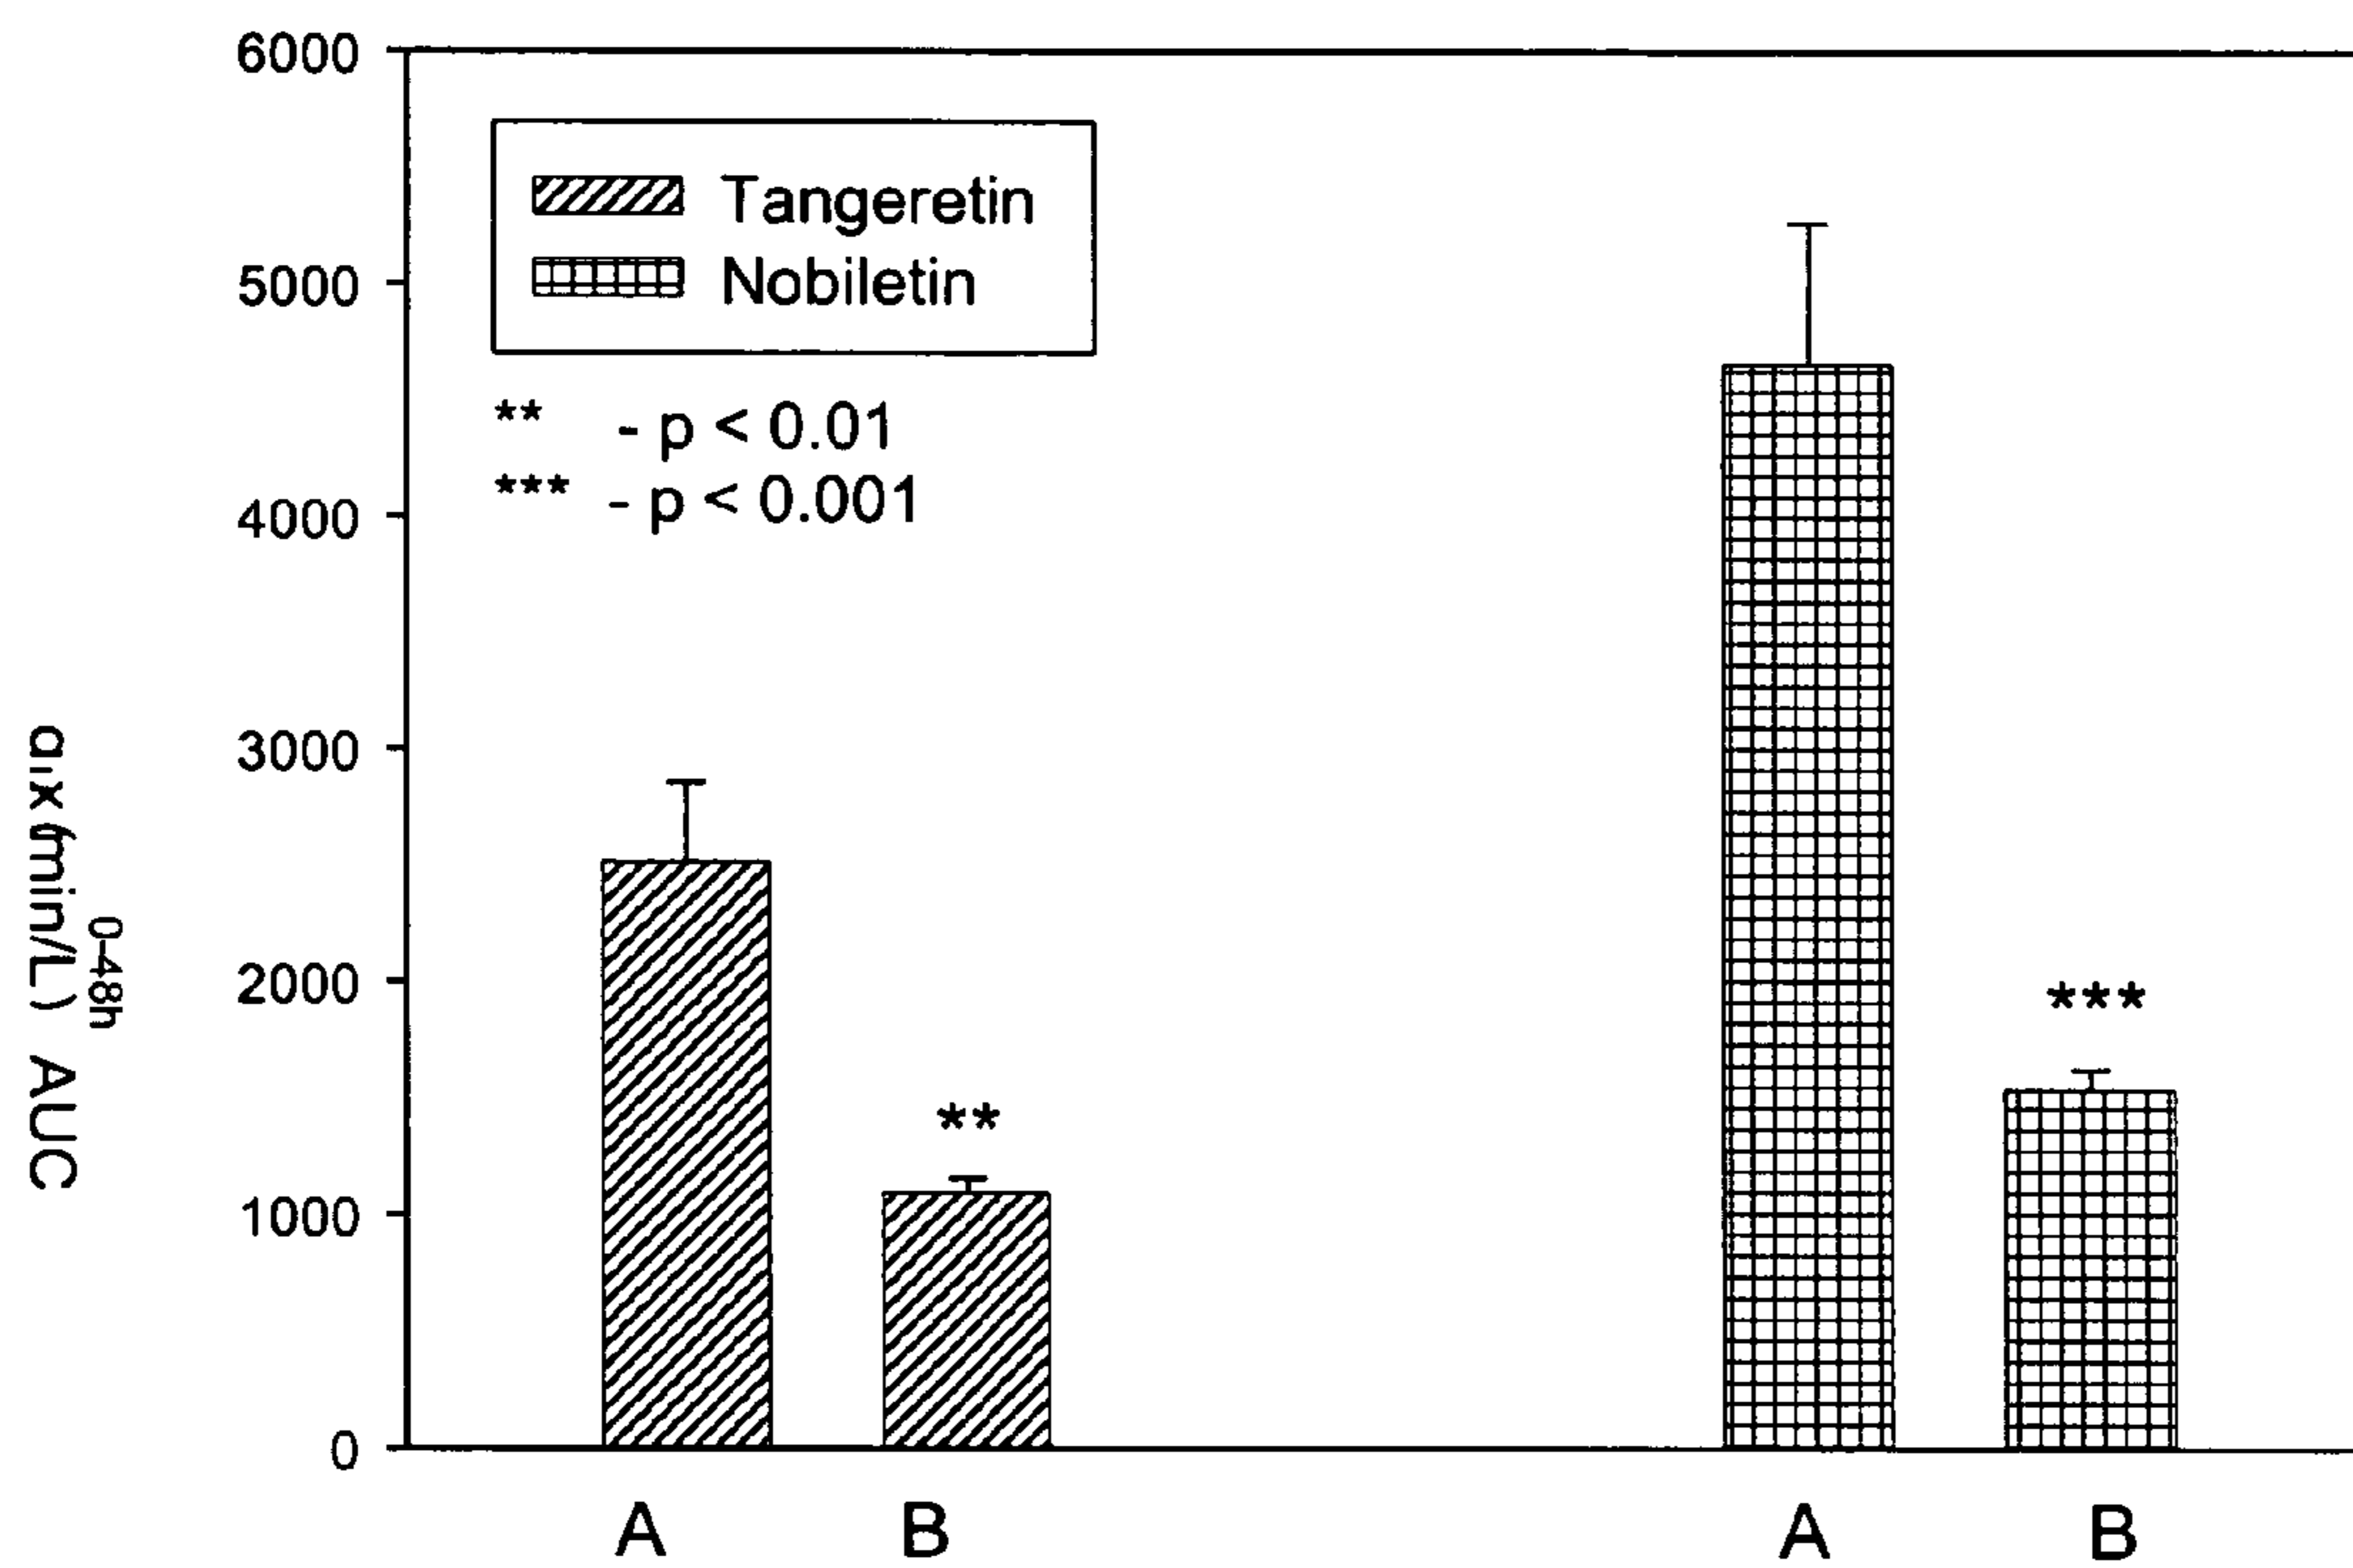 6000
5000
4000
3000
2000
1000
0
Tangeretin
Nobiletin
** - p < 0.01
*** - p < 0.001
**
***
A B A B
(min/L) AUC
0-48h